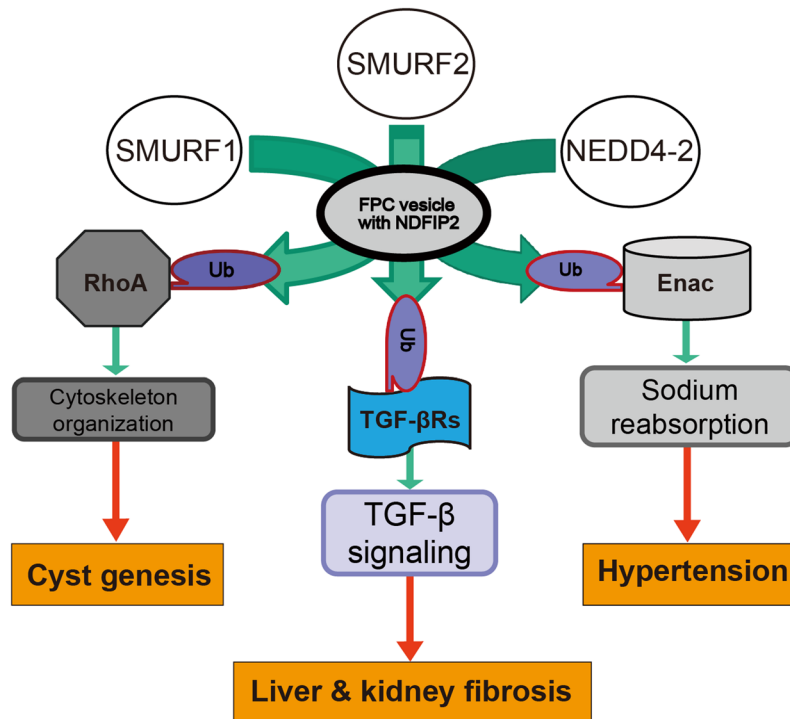 SMURF2
SMURF1
NEDD4-2
FPC vesicle
with NDFIP2
RhoA
Ub
Ub
Enac
Ub
TGF-βRs
Cytoskeleton
organization
Sodium
reabsorption
TGF-β
signaling
Cyst genesis
Hypertension
Liver & kidney fibrosis